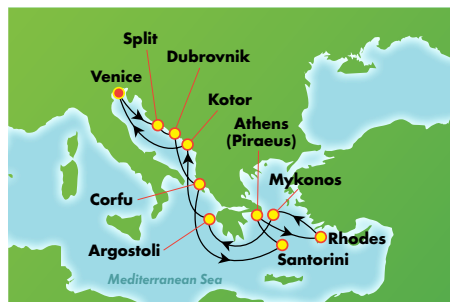 Split
Dubrovnik
Venice
Kotor
Athens
(Piraeus)
Mykonos
Corfu
Argostoli
Rhodes
Santorini
Mediterranean Sea